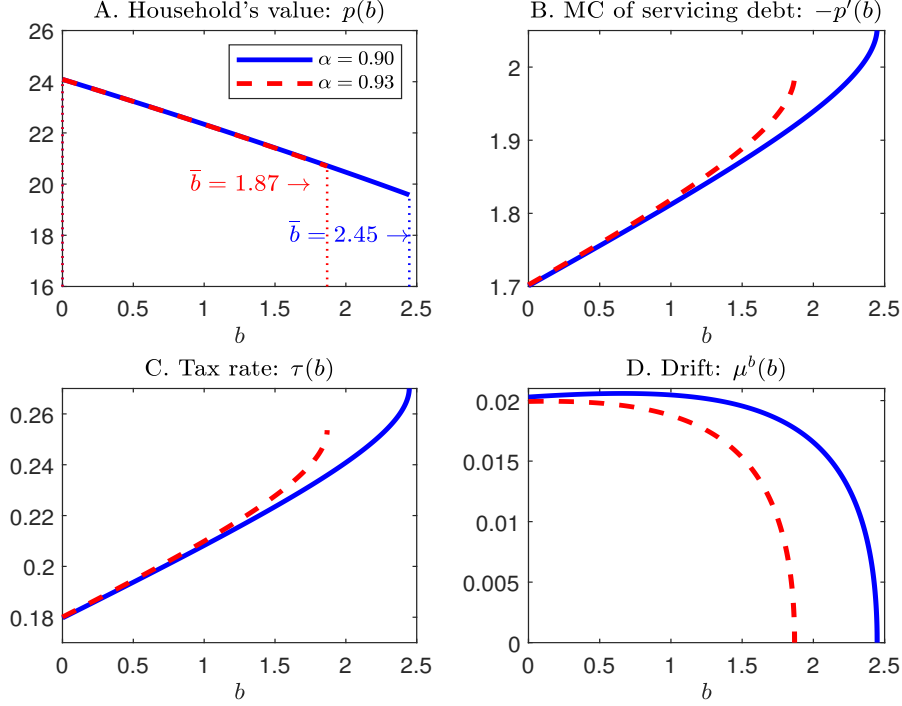 A. Household's value: p(b)
26
24
22
20
18
16
α = 0.90
α = 0.93
b̅ = 1.87 →
b̅ = 2.45 →
0 0.5 1 1.5 2 2.5
b
B. MC of servicing debt: −p′(b)
2
1.9
1.8
1.7
0 0.5 1 1.5 2 2.5
b
C. Tax rate: τ(b)
0.26
0.24
0.22
0.2
0.18
0 0.5 1 1.5 2 2.5
b
D. Drift: μᵇ(b)
0.02
0.015
0.01
0.005
0
0 0.5 1 1.5 2 2.5
b